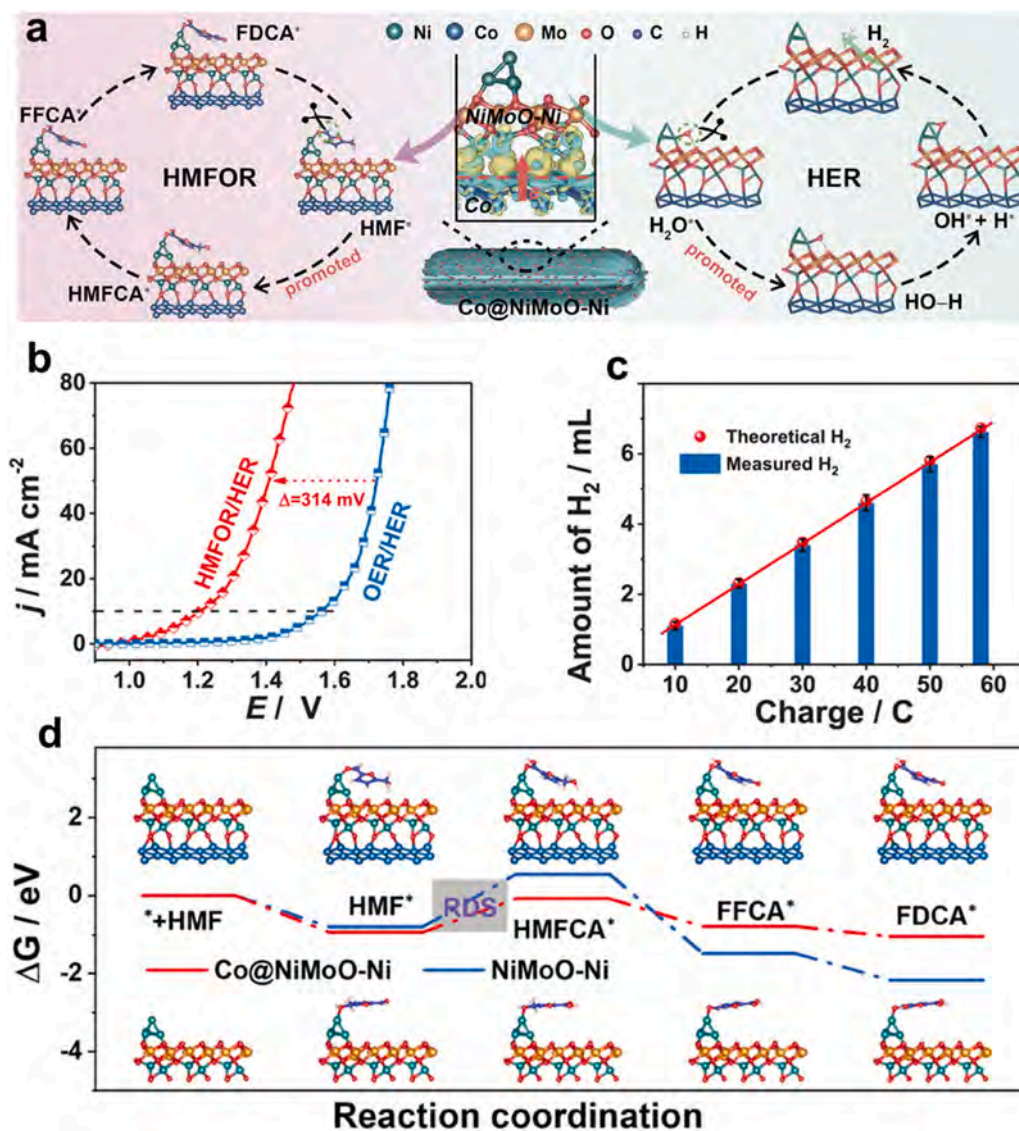 a
FDCA*
Ni Co Mo O C H
H₂
FFCA*
NiMoO-Ni
HMFOR
HER
Co
HMF*
H₂O*
OH* + H*
HMFCA*
promoted
promoted
Co@NiMoO-Ni
HO–H
b
80
60
40
20
0
j / mA cm⁻²
HMFOR/HER
Δ=314 mV
OER/HER
1.0 1.2 1.4 1.6 1.8 2.0
E / V
c
6
4
2
0
Amount of H₂ / mL
Theoretical H₂
Measured H₂
10 20 30 40 50 60
Charge / C
d
2
0
-2
-4
ΔG / eV
*+HMF
HMF*
RDS
HMFCA*
FFCA*
FDCA*
Co@NiMoO-Ni NiMoO-Ni
Reaction coordination